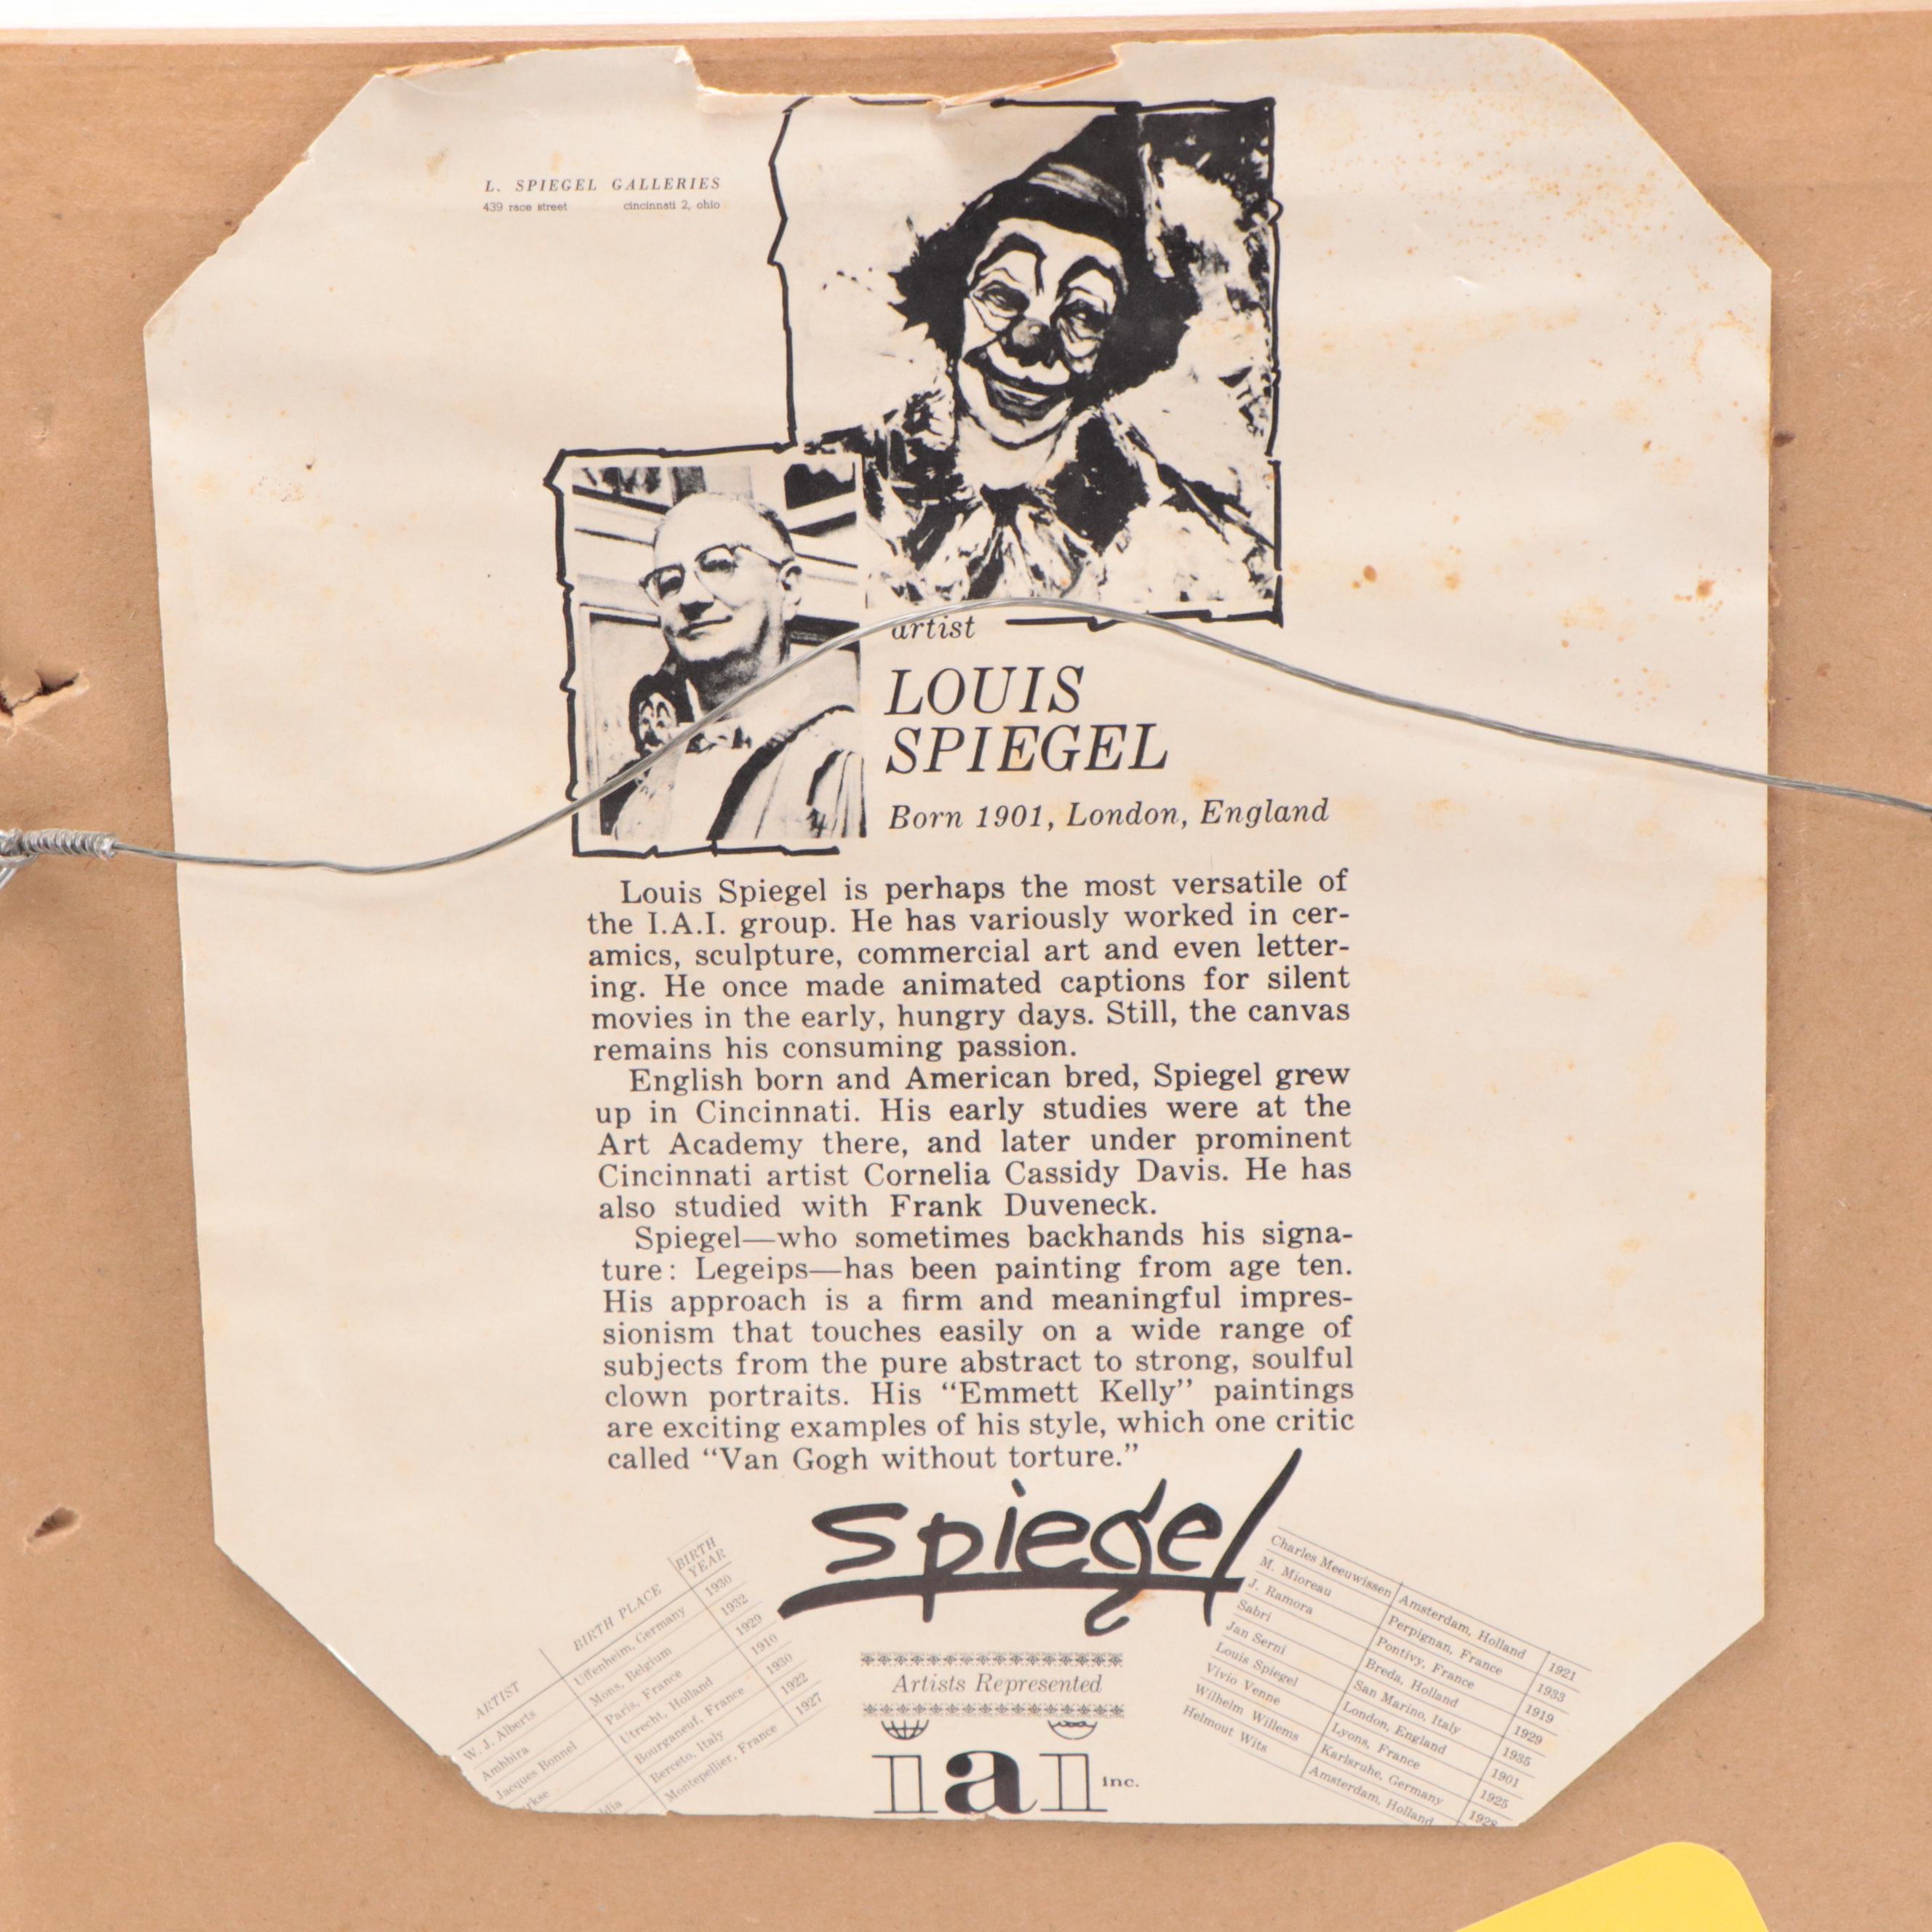 L. SPIEGEL GALLERIES
439 race street cincinnati 2, ohio
artist
LOUIS
SPIEGEL
Born 1901, London, England
Louis Spiegel is perhaps the most versatile of
the I.A.I. group. He has variously worked in cer-
amics, sculpture, commercial art and even letter-
ing. He once made animated captions for silent
movies in the early, hungry days. Still, the canvas
remains his consuming passion.
English born and American bred, Spiegel grew
up in Cincinnati. His early studies were at the
Art Academy there, and later under prominent
Cincinnati artist Cornelia Cassidy Davis. He has
also studied with Frank Duveneck.
Spiegel—who sometimes backhands his signa-
ture: Legeips—has been painting from age ten.
His approach is a firm and meaningful impres-
sionism that touches easily on a wide range of
subjects from the pure abstract to strong, soulful
clown portraits. His “Emmett Kelly” paintings
are exciting examples of his style, which one critic
called “Van Gogh without torture.”
spiegel
ARTIST BIRTH PLACE BIRTH YEAR
W. J. Alberts Uffenheim, Germany 1930
Ambhira Mons, Belgium 1932
Jacques Bonnel Paris, France 1929
Utrecht, Holland 1910
Bourganeuf, France 1930
Berceto, Italy 1922
Montepellier, France 1927
Artists Represented
iai inc.
Charles Meeuwissen Amsterdam, Holland 1921
M. Mioreau Perpignan, France 1933
J. Ramora Pontivy, France 1919
Sabri Breda, Holland 1929
Jan Serni San Marino, Italy 1935
Louis Spiegel London, England 1901
Vivio Venne Lyons, France 1925
Wilhelm Willems Karlsruhe, Germany
Helmout Wits Amsterdam, Holland